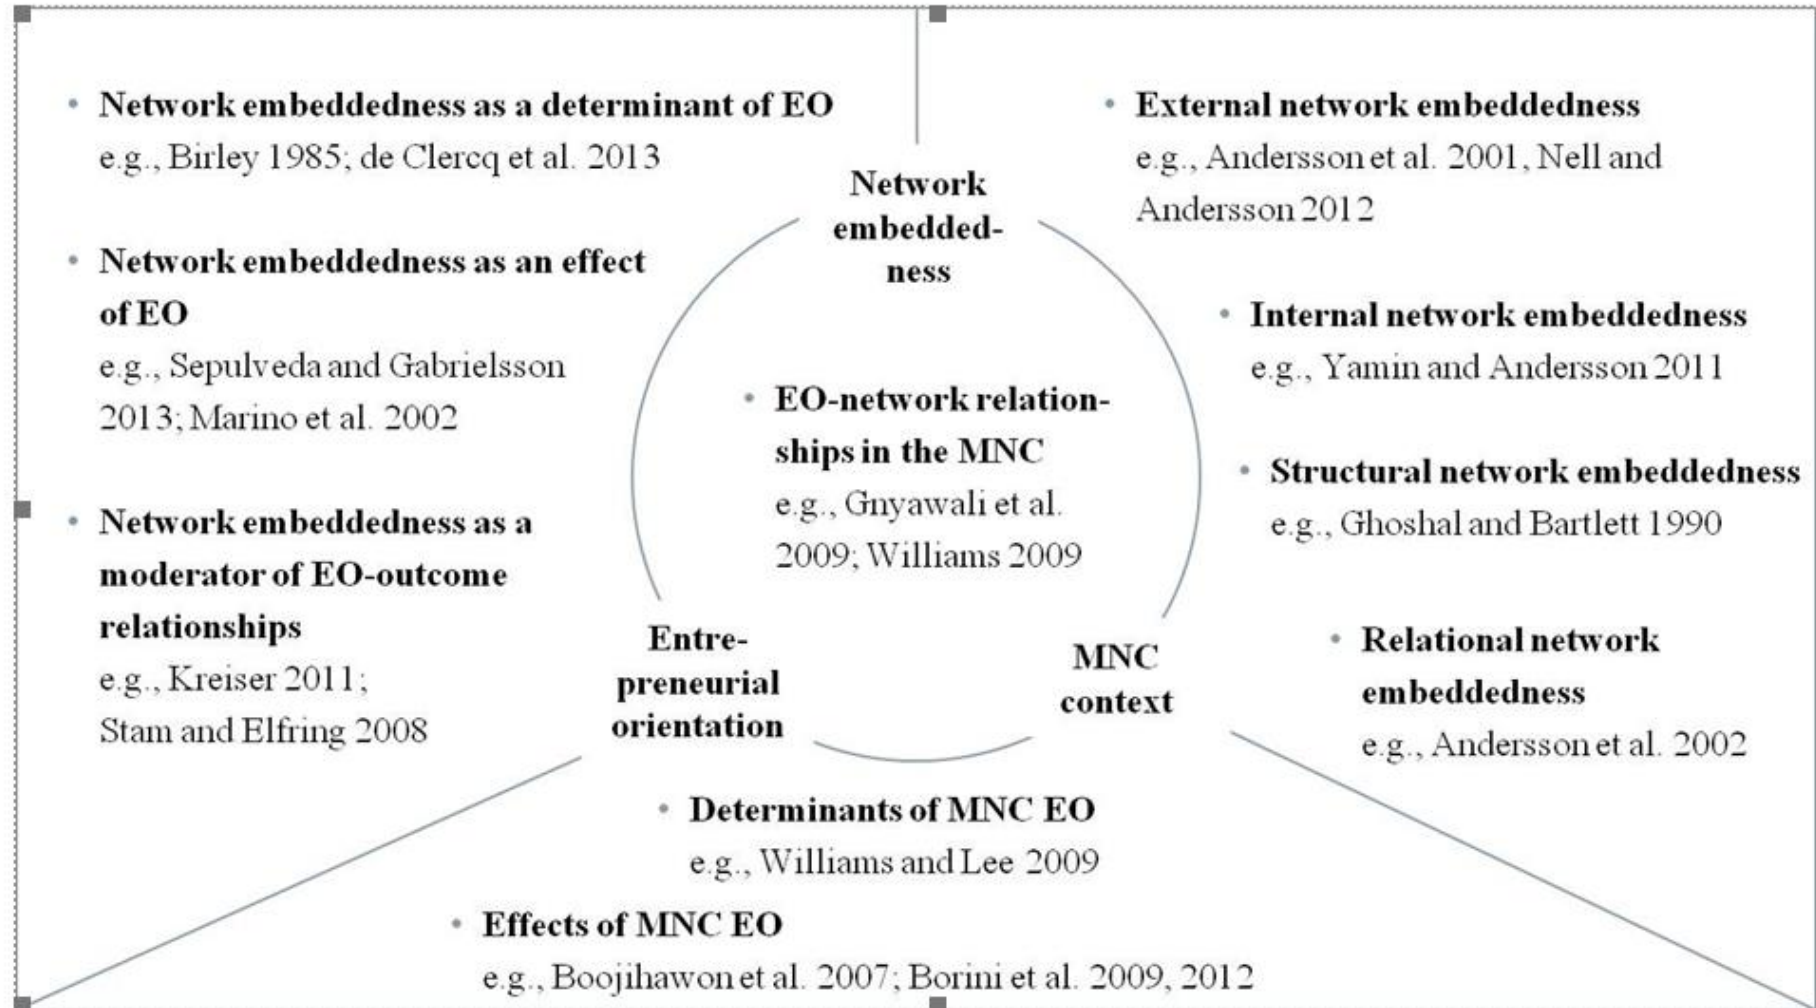 • Network embeddedness as a determinant of EO
e.g., Birley 1985; de Clercq et al. 2013
• Network embeddedness as an effect
of EO
e.g., Sepulveda and Gabrielsson
2013; Marino et al. 2002
• Network embeddedness as a
moderator of EO-outcome
relationships
e.g., Kreiser 2011;
Stam and Elfring 2008
Network
embedded-
ness
• EO-network relation-
ships in the MNC
e.g., Gnyawali et al.
2009; Williams 2009
Entre-
preneurial
orientation
MNC
context
• External network embeddedness
e.g., Andersson et al. 2001, Nell and
Andersson 2012
• Internal network embeddedness
e.g., Yamin and Andersson 2011
• Structural network embeddedness
e.g., Ghoshal and Bartlett 1990
• Relational network
embeddedness
e.g., Andersson et al. 2002
• Determinants of MNC EO
e.g., Williams and Lee 2009
• Effects of MNC EO
e.g., Boojihawon et al. 2007; Borini et al. 2009, 2012